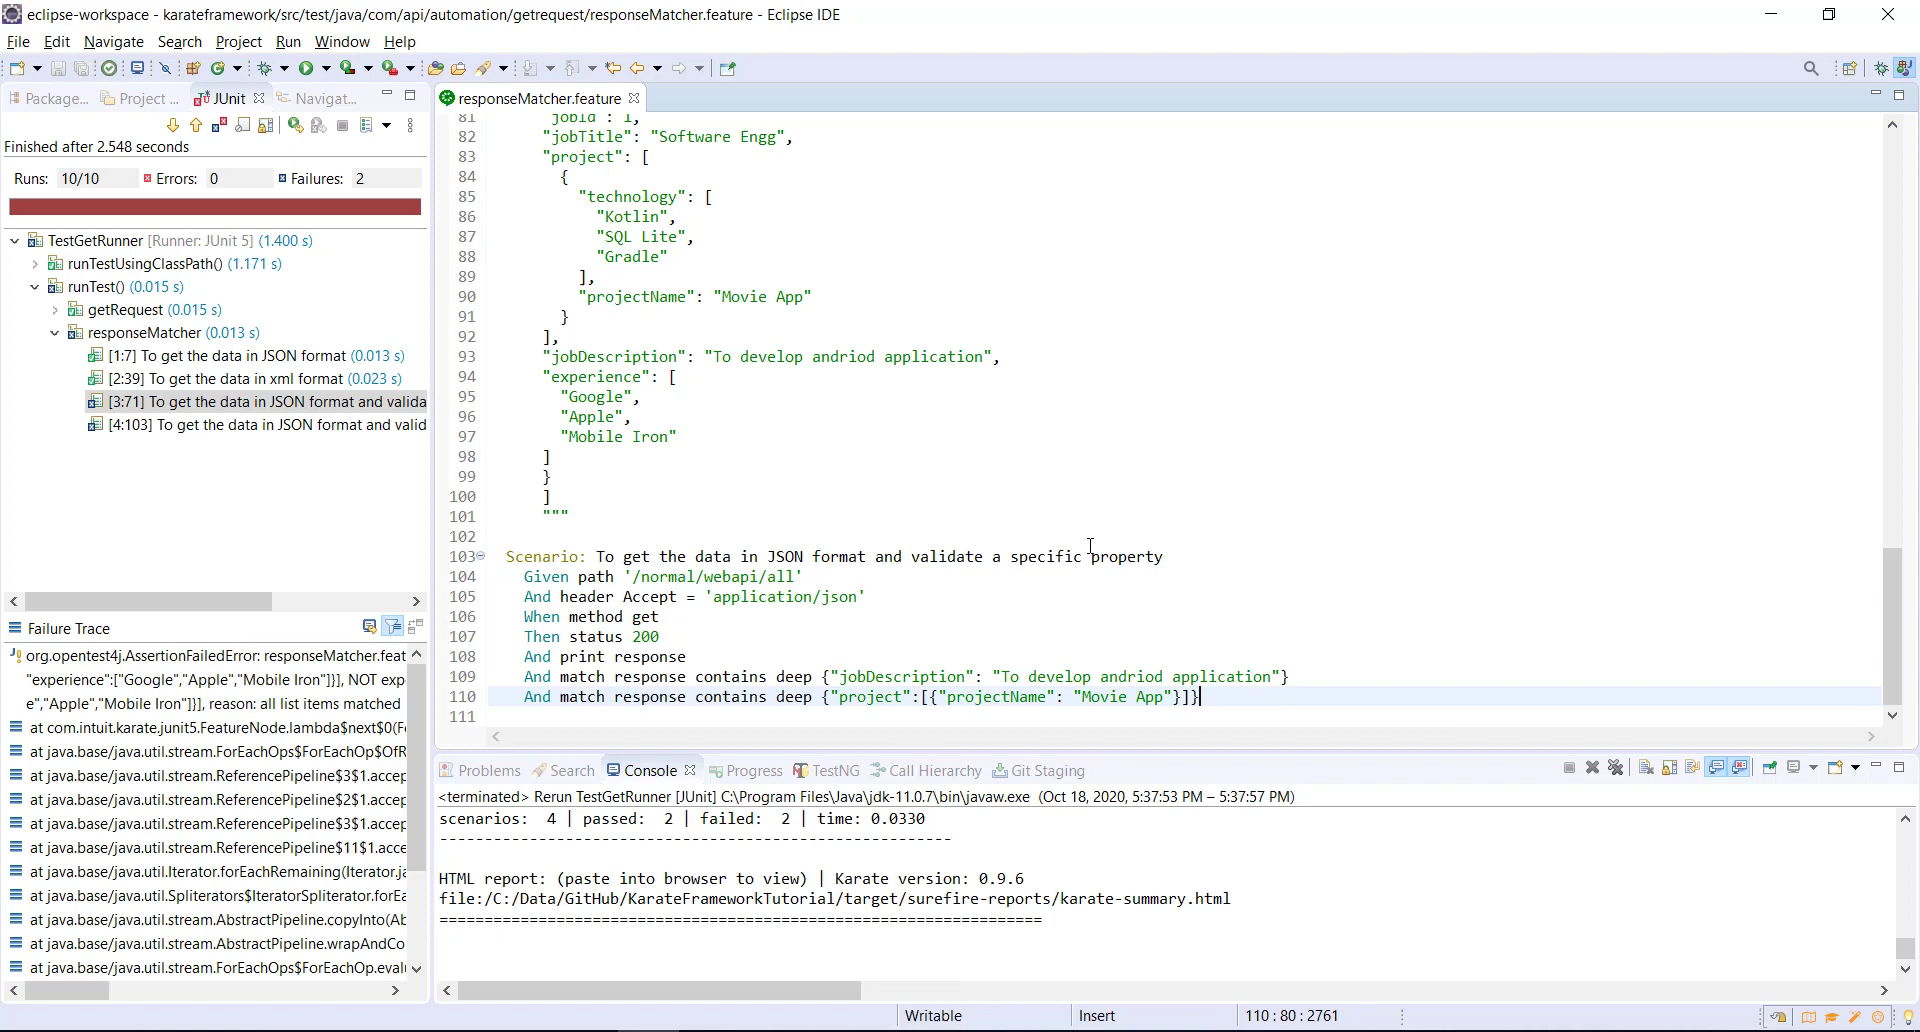 eclipse-workspace - karateframework/src/test/java/com/api/automation/getrequest/responseMatcher.feature - Eclipse IDE
File Edit Navigate Search Project Run Window Help
Package... Project ... JUnit Navigat...
responseMatcher.feature
Finished after 2.548 seconds
Runs: 10/10 Errors: 0 Failures: 2
TestGetRunner [Runner: JUnit 5] (1.400 s)
runTestUsingClassPath() (1.171 s)
runTest() (0.015 s)
getRequest (0.015 s)
responseMatcher (0.013 s)
[1:7] To get the data in JSON format (0.013 s)
[2:39] To get the data in xml format (0.023 s)
[3:71] To get the data in JSON format and valida
[4:103] To get the data in JSON format and valid
Failure Trace
org.opentest4j.AssertionFailedError: responseMatcher.feat
"experience":["Google","Apple","Mobile Iron"]}], NOT exp
e","Apple","Mobile Iron"]}], reason: all list items matched
at com.intuit.karate.junit5.FeatureNode.lambda$next$0(F
at java.base/java.util.stream.ForEachOps$ForEachOp$OfR
at java.base/java.util.stream.ReferencePipeline$3$1.accep
at java.base/java.util.stream.ReferencePipeline$2$1.accep
at java.base/java.util.stream.ReferencePipeline$3$1.accep
at java.base/java.util.stream.ReferencePipeline$11$1.acce
at java.base/java.util.Iterator.forEachRemaining(Iterator.ja
at java.base/java.util.Spliterators$IteratorSpliterator.forEa
at java.base/java.util.stream.AbstractPipeline.copyInto(Ab
at java.base/java.util.stream.AbstractPipeline.wrapAndCo
at java.base/java.util.stream.ForEachOps$ForEachOp.evalu
81 "jobId": 1,
82 "jobTitle": "Software Engg",
83 "project": [
84 {
85 "technology": [
86 "Kotlin",
87 "SQL Lite",
88 "Gradle"
89 ],
90 "projectName": "Movie App"
91 }
92 ],
93 "jobDescription": "To develop andriod application",
94 "experience": [
95 "Google",
96 "Apple",
97 "Mobile Iron"
98 ]
99 }
100 ]
101 """
102
103 Scenario: To get the data in JSON format and validate a specific property
104 Given path '/normal/webapi/all'
105 And header Accept = 'application/json'
106 When method get
107 Then status 200
108 And print response
109 And match response contains deep {"jobDescription": "To develop andriod application"}
110 And match response contains deep {"project":[{"projectName": "Movie App"}]}
111
Problems Search Console Progress TestNG Call Hierarchy Git Staging
<terminated> Rerun TestGetRunner [JUnit] C:\Program Files\Java\jdk-11.0.7\bin\javaw.exe (Oct 18, 2020, 5:37:53 PM – 5:37:57 PM)
scenarios: 4 | passed: 2 | failed: 2 | time: 0.0330
---------------------------------------------------------
HTML report: (paste into browser to view) | Karate version: 0.9.6
file:/C:/Data/GitHub/KarateFrameworkTutorial/target/surefire-reports/karate-summary.html
===================================================================
Writable Insert 110 : 80 : 2761